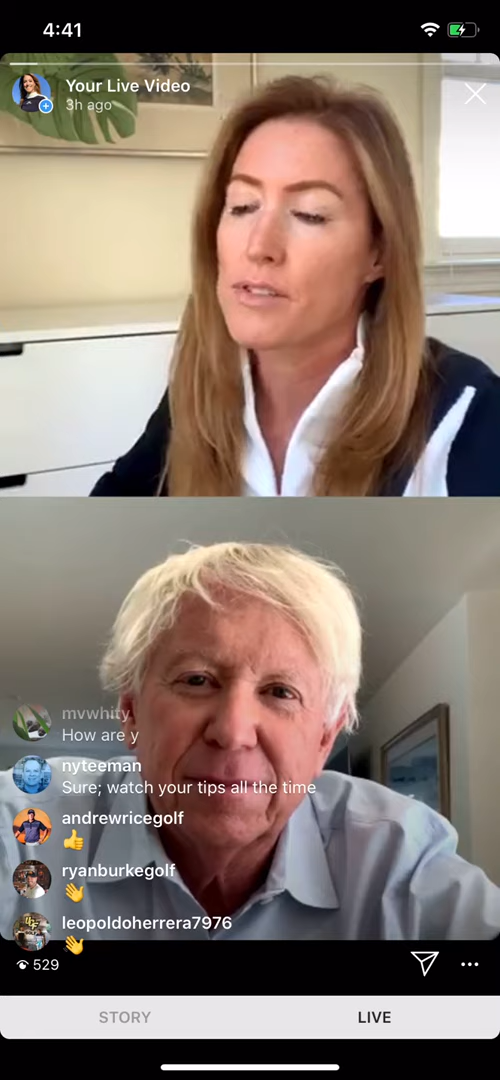 4:41
Your Live Video
3h ago
mvwhity
How are y
nyteeman
Sure; watch your tips all the time
andrewricegolf
👍
ryanburkegolf
👋
leopoldoherrera7976
👋
529
STORY
LIVE